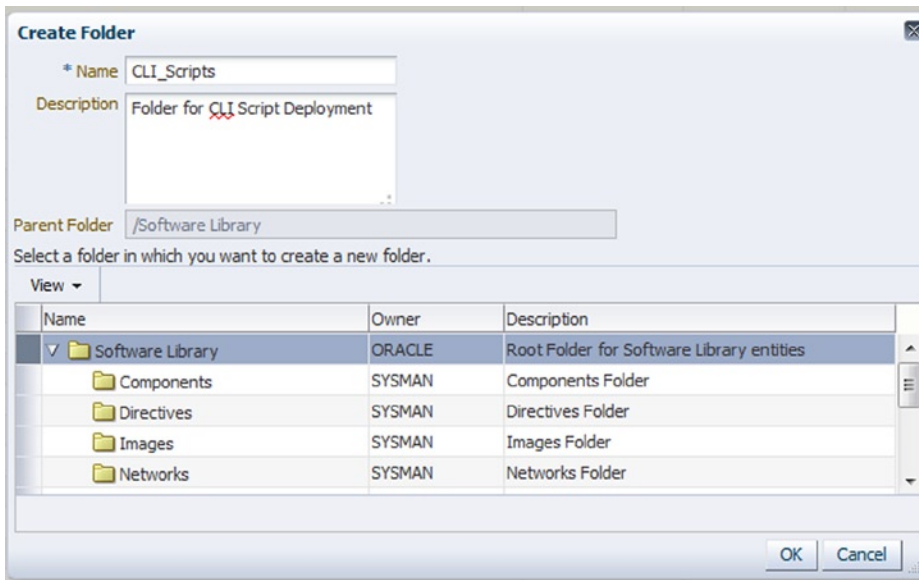 Create Folder
* Name CLI_Scripts
Description Folder for CLI Script Deployment
Parent Folder /Software Library
Select a folder in which you want to create a new folder.
View
Name Owner Description
Software Library ORACLE Root Folder for Software Library entities
Components SYSMAN Components Folder
Directives SYSMAN Directives Folder
Images SYSMAN Images Folder
Networks SYSMAN Networks Folder
OK Cancel